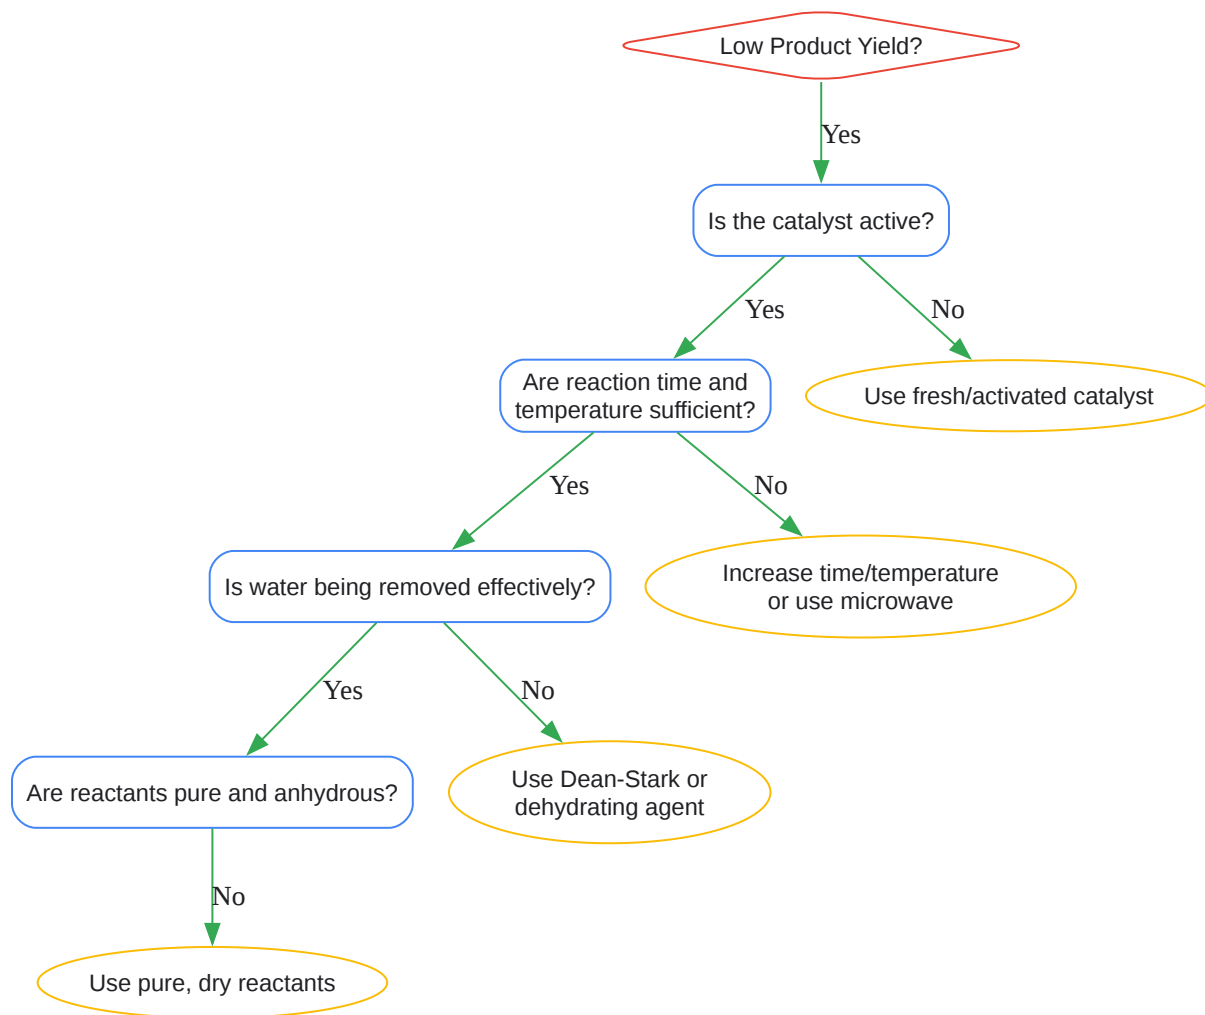 Low Product Yield?
Yes
Is the catalyst active?
Yes
No
Are reaction time and
temperature sufficient?
Use fresh/activated catalyst
Yes
No
Is water being removed effectively?
Increase time/temperature
or use microwave
Yes
No
Are reactants pure and anhydrous?
Use Dean-Stark or
dehydrating agent
No
Use pure, dry reactants